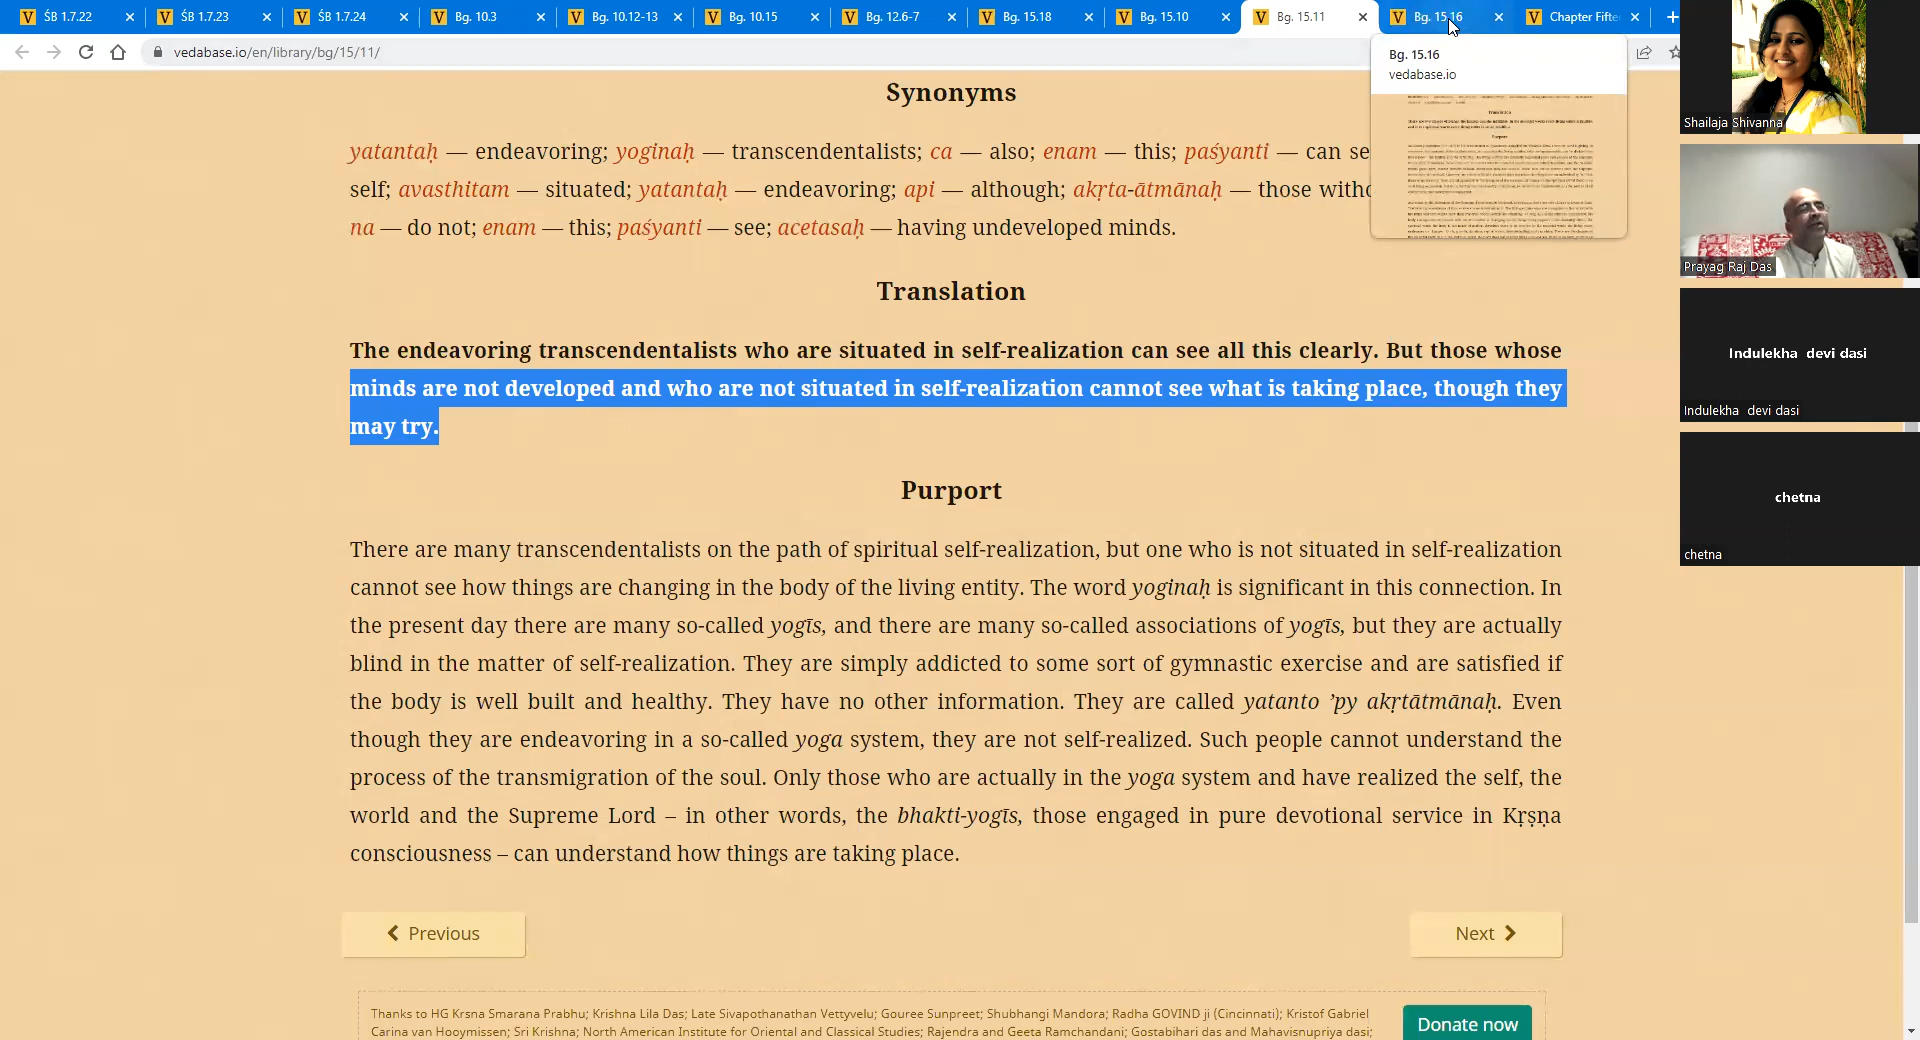 ŚB 1.7.22
ŚB 1.7.23
ŚB 1.7.24
Bg. 10.3
Bg. 10.12-13
Bg. 10.15
Bg. 12.6-7
Bg. 15.18
Bg. 15.10
Bg. 15.11
Bg. 15.16
Chapter Fifte
vedabase.io/en/library/bg/15/11/
Bg. 15.16
vedabase.io
Synonyms
yatantaḥ — endeavoring; yoginaḥ — transcendentalists; ca — also; enam — this; paśyanti — can se
self; avasthitam — situated; yatantaḥ — endeavoring; api — although; akṛta-ātmānaḥ — those witho
na — do not; enam — this; paśyanti — see; acetasaḥ — having undeveloped minds.
Translation
The endeavoring transcendentalists who are situated in self-realization can see all this clearly. But those whose
minds are not developed and who are not situated in self-realization cannot see what is taking place, though they
may try.
Purport
There are many transcendentalists on the path of spiritual self-realization, but one who is not situated in self-realization
cannot see how things are changing in the body of the living entity. The word yoginaḥ is significant in this connection. In
the present day there are many so-called yogīs, and there are many so-called associations of yogīs, but they are actually
blind in the matter of self-realization. They are simply addicted to some sort of gymnastic exercise and are satisfied if
the body is well built and healthy. They have no other information. They are called yatanto ’py akṛtātmānaḥ. Even
though they are endeavoring in a so-called yoga system, they are not self-realized. Such people cannot understand the
process of the transmigration of the soul. Only those who are actually in the yoga system and have realized the self, the
world and the Supreme Lord – in other words, the bhakti-yogīs, those engaged in pure devotional service in Kṛṣṇa
consciousness – can understand how things are taking place.
Previous
Next
Thanks to HG Krsna Smarana Prabhu; Krishna Lila Das; Late Sivapothanathan Vettyvelu; Gouree Sunpreet; Shubhangi Mandora; Radha GOVIND ji (Cincinnati); Kristof Gabriel
Carina van Hooymissen; Sri Krishna; North American Institute for Oriental and Classical Studies; Rajendra and Geeta Ramchandani; Gostabihari das and Mahavisnupriya dasi;
Donate now
Shailaja Shivanna
Prayag Raj Das
Indulekha devi dasi
Indulekha devi dasi
chetna
chetna